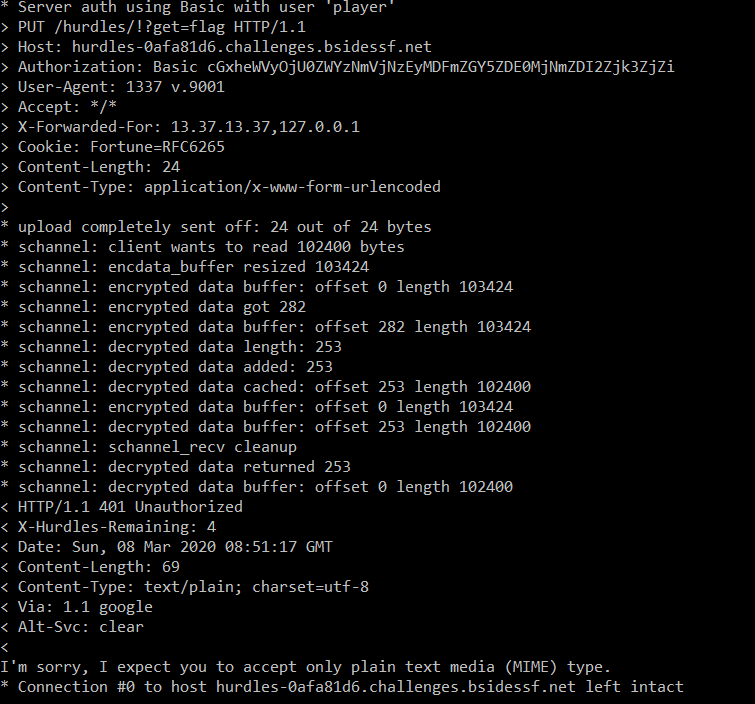 * Server auth using Basic with user 'player'
> PUT /hurdles/!?get=flag HTTP/1.1
> Host: hurdles-0afa81d6.challenges.bsidessf.net
> Authorization: Basic cGxheWVyOjU0ZWYzNmVjNzEyMDFmZGY5ZDE0MjNmZDI2Zjk3ZjZi
> User-Agent: 1337 v.9001
> Accept: */*
> X-Forwarded-For: 13.37.13.37,127.0.0.1
> Cookie: Fortune=RFC6265
> Content-Length: 24
> Content-Type: application/x-www-form-urlencoded
>
* upload completely sent off: 24 out of 24 bytes
* schannel: client wants to read 102400 bytes
* schannel: encdata_buffer resized 103424
* schannel: encrypted data buffer: offset 0 length 103424
* schannel: encrypted data got 282
* schannel: encrypted data buffer: offset 282 length 103424
* schannel: decrypted data length: 253
* schannel: decrypted data added: 253
* schannel: decrypted data cached: offset 253 length 102400
* schannel: encrypted data buffer: offset 0 length 103424
* schannel: decrypted data buffer: offset 253 length 102400
* schannel: schannel_recv cleanup
* schannel: decrypted data returned 253
* schannel: decrypted data buffer: offset 0 length 102400
< HTTP/1.1 401 Unauthorized
< X-Hurdles-Remaining: 4
< Date: Sun, 08 Mar 2020 08:51:17 GMT
< Content-Length: 69
< Content-Type: text/plain; charset=utf-8
< Via: 1.1 google
< Alt-Svc: clear
<
I'm sorry, I expect you to accept only plain text media (MIME) type.
* Connection #0 to host hurdles-0afa81d6.challenges.bsidessf.net left intact